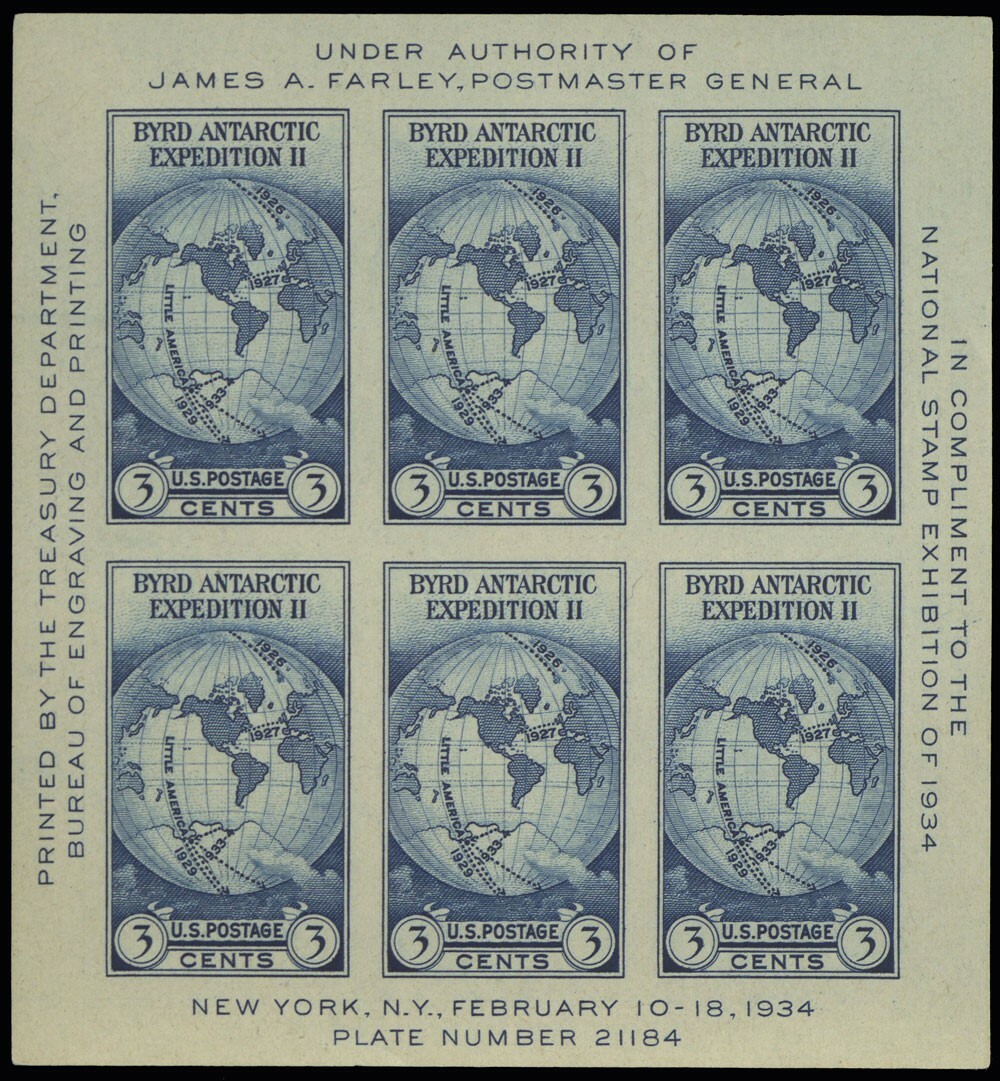 UNDER AUTHORITY OF
JAMES A. FARLEY, POSTMASTER GENERAL
PRINTED BY THE TREASURY DEPARTMENT,
BUREAU OF ENGRAVING AND PRINTING
BYRD ANTARCTIC
EXPEDITION II
1926
1927
LITTLE AMERICA
1929
1933
3 U.S. POSTAGE 3
CENTS
BYRD ANTARCTIC
EXPEDITION II
1926
1927
LITTLE AMERICA
1929
1933
3 U.S. POSTAGE 3
CENTS
BYRD ANTARCTIC
EXPEDITION II
1926
1927
LITTLE AMERICA
1929
1933
3 U.S. POSTAGE 3
CENTS
IN COMPLIMENT TO THE
NATIONAL STAMP EXHIBITION OF 1934
BYRD ANTARCTIC
EXPEDITION II
1926
1927
LITTLE AMERICA
1929
1933
3 U.S. POSTAGE 3
CENTS
BYRD ANTARCTIC
EXPEDITION II
1926
1927
LITTLE AMERICA
1929
1933
3 U.S. POSTAGE 3
CENTS
BYRD ANTARCTIC
EXPEDITION II
1926
1927
LITTLE AMERICA
1929
1933
3 U.S. POSTAGE 3
CENTS
NEW YORK, N.Y., FEBRUARY 10-18, 1934
PLATE NUMBER 21184